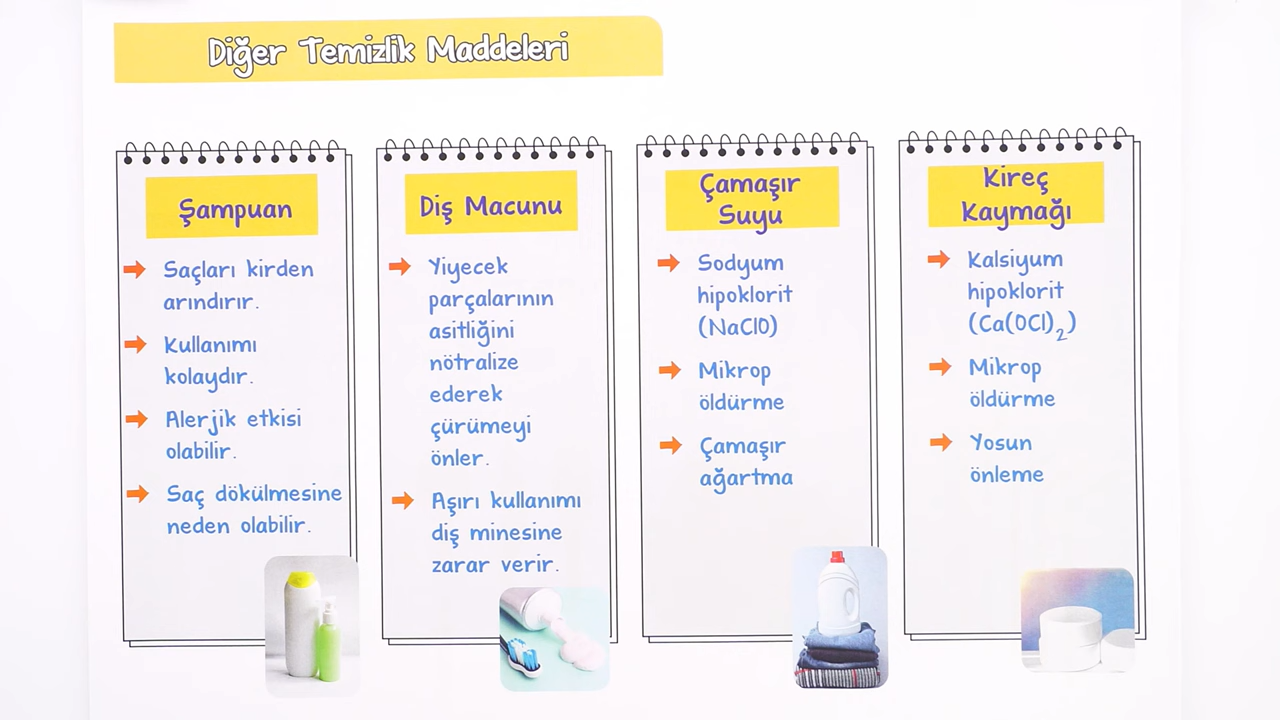 Diğer Temizlik Maddeleri
Şampuan
Saçları kirden
arındırır.
Kullanımı
kolaydır.
Alerjik etkisi
olabilir.
Saç dökülmesine
neden olabilir.
Diş Macunu
Yiyecek
parçalarının
asitliğini
nötralize
ederek
çürümeyi
önler.
Aşırı kullanımı
diş minesine
zarar verir.
Çamaşır
Suyu
Sodyum
hipoklorit
(NaClO)
Mikrop
öldürme
Çamaşır
ağartma
Kireç
Kaymağı
Kalsiyum
hipoklorit
(Ca(OCl)₂)
Mikrop
öldürme
Yosun
önleme